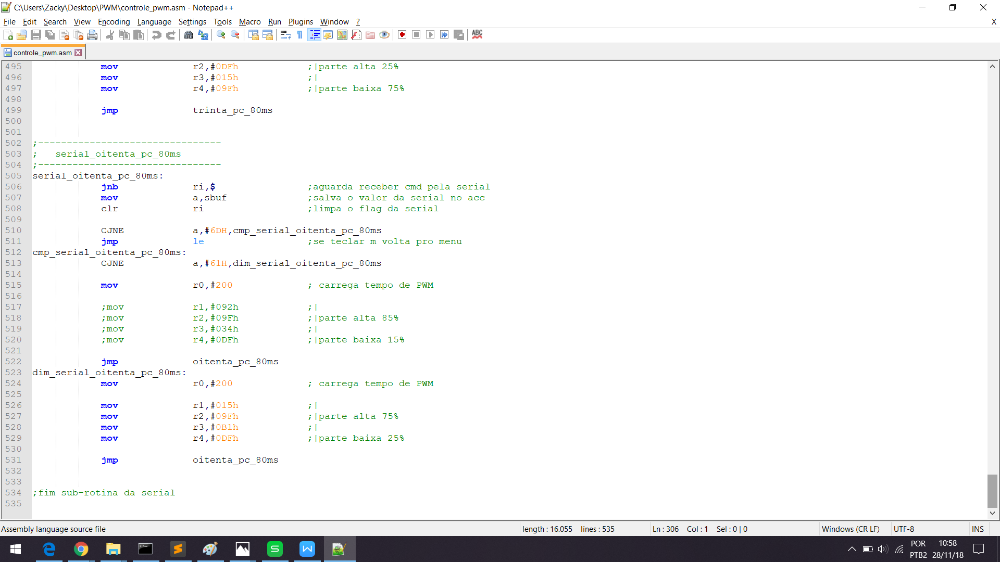 C:\Users\Zacky\Desktop\PWM\controle_pwm.asm - Notepad++
File Edit Search View Encoding Language Settings Tools Macro Run Plugins Window ? X
ABC
controle_pwm.asm
495 mov r2,#0DFh ;|parte alta 25%
496 mov r3,#015h ;|
497 mov r4,#09Fh ;|parte baixa 75%
498
499 jmp trinta_pc_80ms
500
501
502 ;--------------------------------
503 ; serial_oitenta_pc_80ms
504 ;--------------------------------
505 serial_oitenta_pc_80ms:
506 jnb ri,$ ;aguarda receber cmd pela serial
507 mov a,sbuf ;salva o valor da serial no acc
508 clr ri ;limpa o flag da serial
509
510 CJNE a,#6DH,cmp_serial_oitenta_pc_80ms
511 jmp le ;se teclar m volta pro menu
512 cmp_serial_oitenta_pc_80ms:
513 CJNE a,#61H,dim_serial_oitenta_pc_80ms
514
515 mov r0,#200 ; carrega tempo de PWM
516
517 ;mov r1,#092h ;|
518 ;mov r2,#09Fh ;|parte alta 85%
519 ;mov r3,#034h ;|
520 ;mov r4,#0DFh ;|parte baixa 15%
521
522 jmp oitenta_pc_80ms
523 dim_serial_oitenta_pc_80ms:
524 mov r0,#200 ; carrega tempo de PWM
525
526 mov r1,#015h ;|
527 mov r2,#09Fh ;|parte alta 75%
528 mov r3,#0B1h ;|
529 mov r4,#0DFh ;|parte baixa 25%
530
531 jmp oitenta_pc_80ms
532
533
534 ;fim sub-rotina da serial
535
Assembly language source file length : 16.055 lines : 535 Ln : 306 Col : 1 Sel : 0 | 0 Windows (CR LF) UTF-8 INS
POR 10:58
PTB2 28/11/18